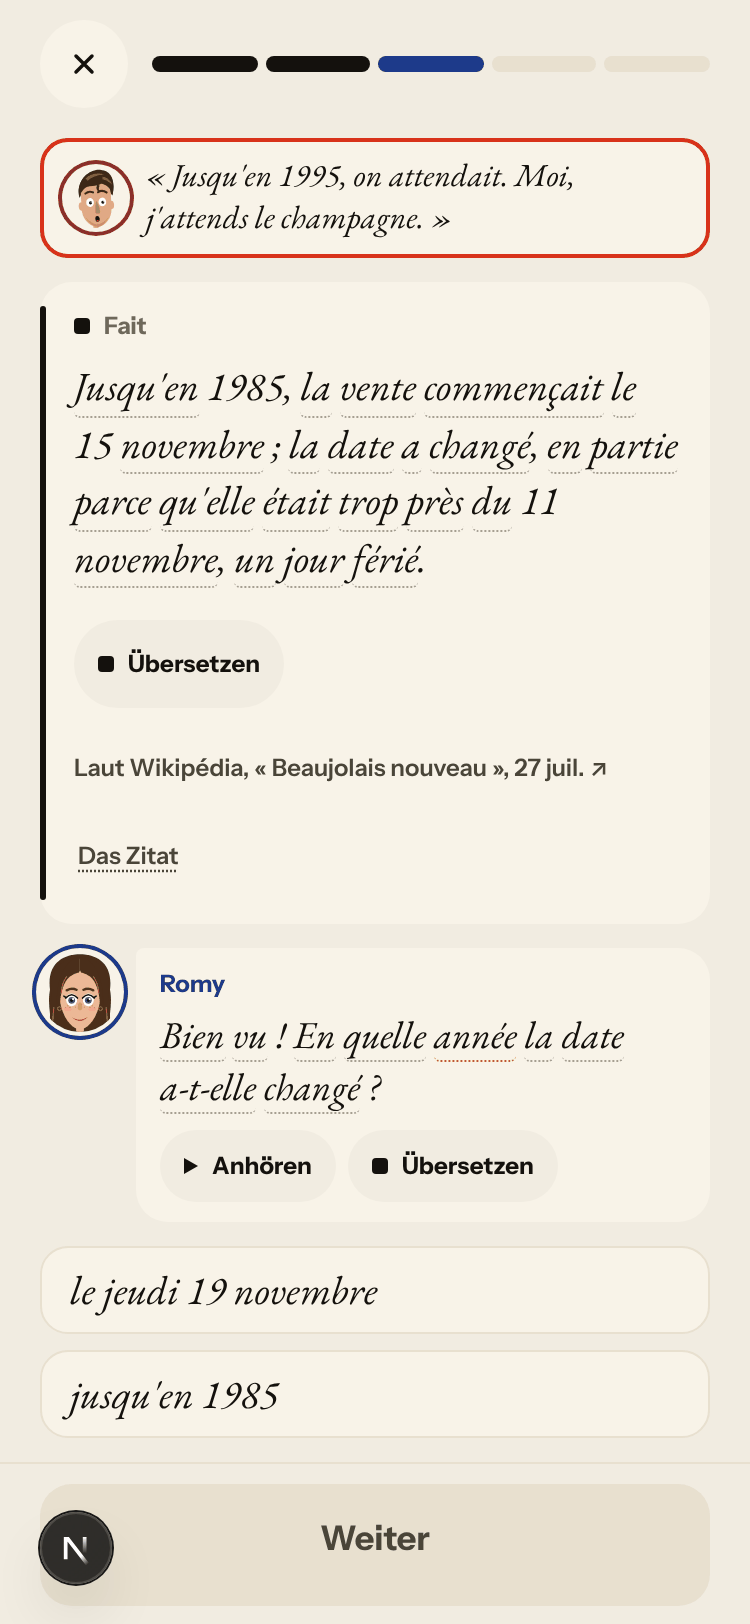 « Jusqu'en 1995, on attendait. Moi,
j'attends le champagne. »
Fait
Jusqu'en 1985, la vente commençait le
15 novembre ; la date a changé, en partie
parce qu'elle était trop près du 11
novembre, un jour férié.
Übersetzen
Laut Wikipédia, « Beaujolais nouveau », 27 juil. ↗
Das Zitat
Romy
Bien vu ! En quelle année la date
a-t-elle changé ?
Anhören Übersetzen
le jeudi 19 novembre
jusqu'en 1985
Weiter
N